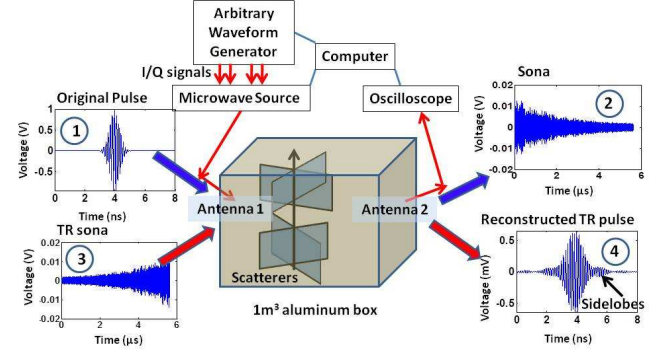 Arbitrary
Waveform
Generator
Computer
I/Q signals
Microwave Source
Oscilloscope
Original Pulse
1
Voltage (V)
1
0.5
0
-0.5
0 2 4 6 8
Time (ns)
Sona
2
Voltage (V)
0.02
0.01
0
-0.01
-0.02
0 2 4 6
Time (μs)
Antenna 1
Antenna 2
Scatterers
1m³ aluminum box
TR sona
3
Voltage (V)
0.02
0.01
0
-0.01
-0.02
0 2 4 6
Time (μs)
Reconstructed TR pulse
4
Voltage (mV)
0.5
0
-0.5
Sidelobes
0 2 4 6 8
Time (ns)